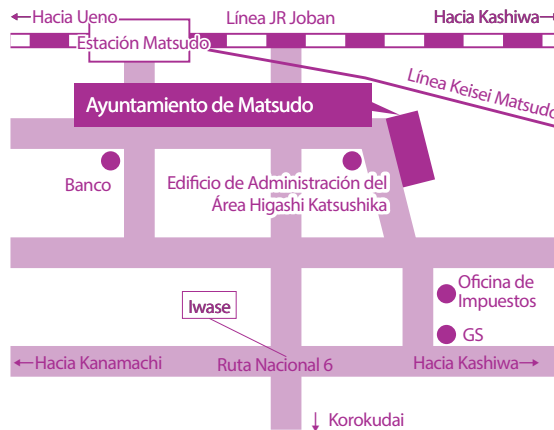 ←Hacia Ueno
Línea JR Joban
Hacia Kashiwa→
Estación Matsudo
Línea Keisei Matsudo
Ayuntamiento de Matsudo
Banco
Edificio de Administración del
Área Higashi Katsushika
Oficina de
Impuestos
Iwase
GS
←Hacia Kanamachi
Ruta Nacional 6
Hacia Kashiwa→
↓ Korokudai